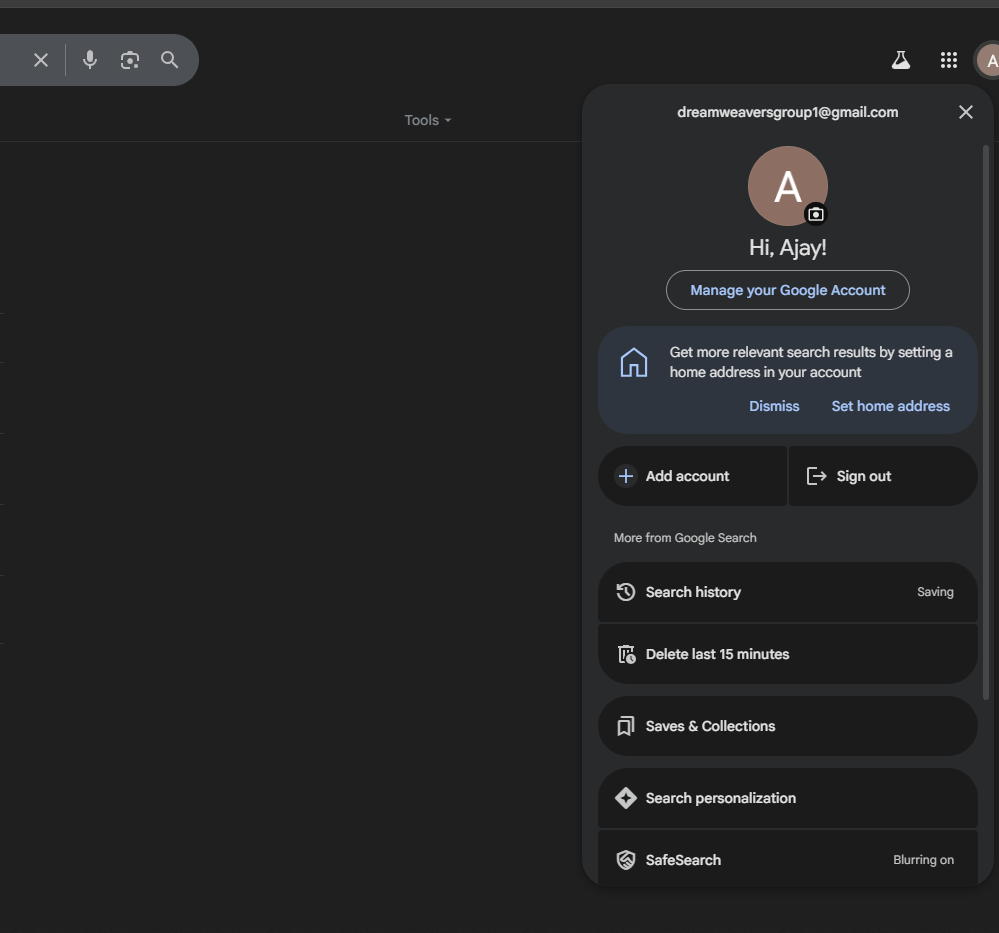 Tools
A
dreamweaversgroup1@gmail.com
A
Hi, Ajay!
Manage your Google Account
Get more relevant search results by setting a
home address in your account
Dismiss Set home address
Add account Sign out
More from Google Search
Search history Saving
Delete last 15 minutes
Saves & Collections
Search personalization
SafeSearch Blurring on